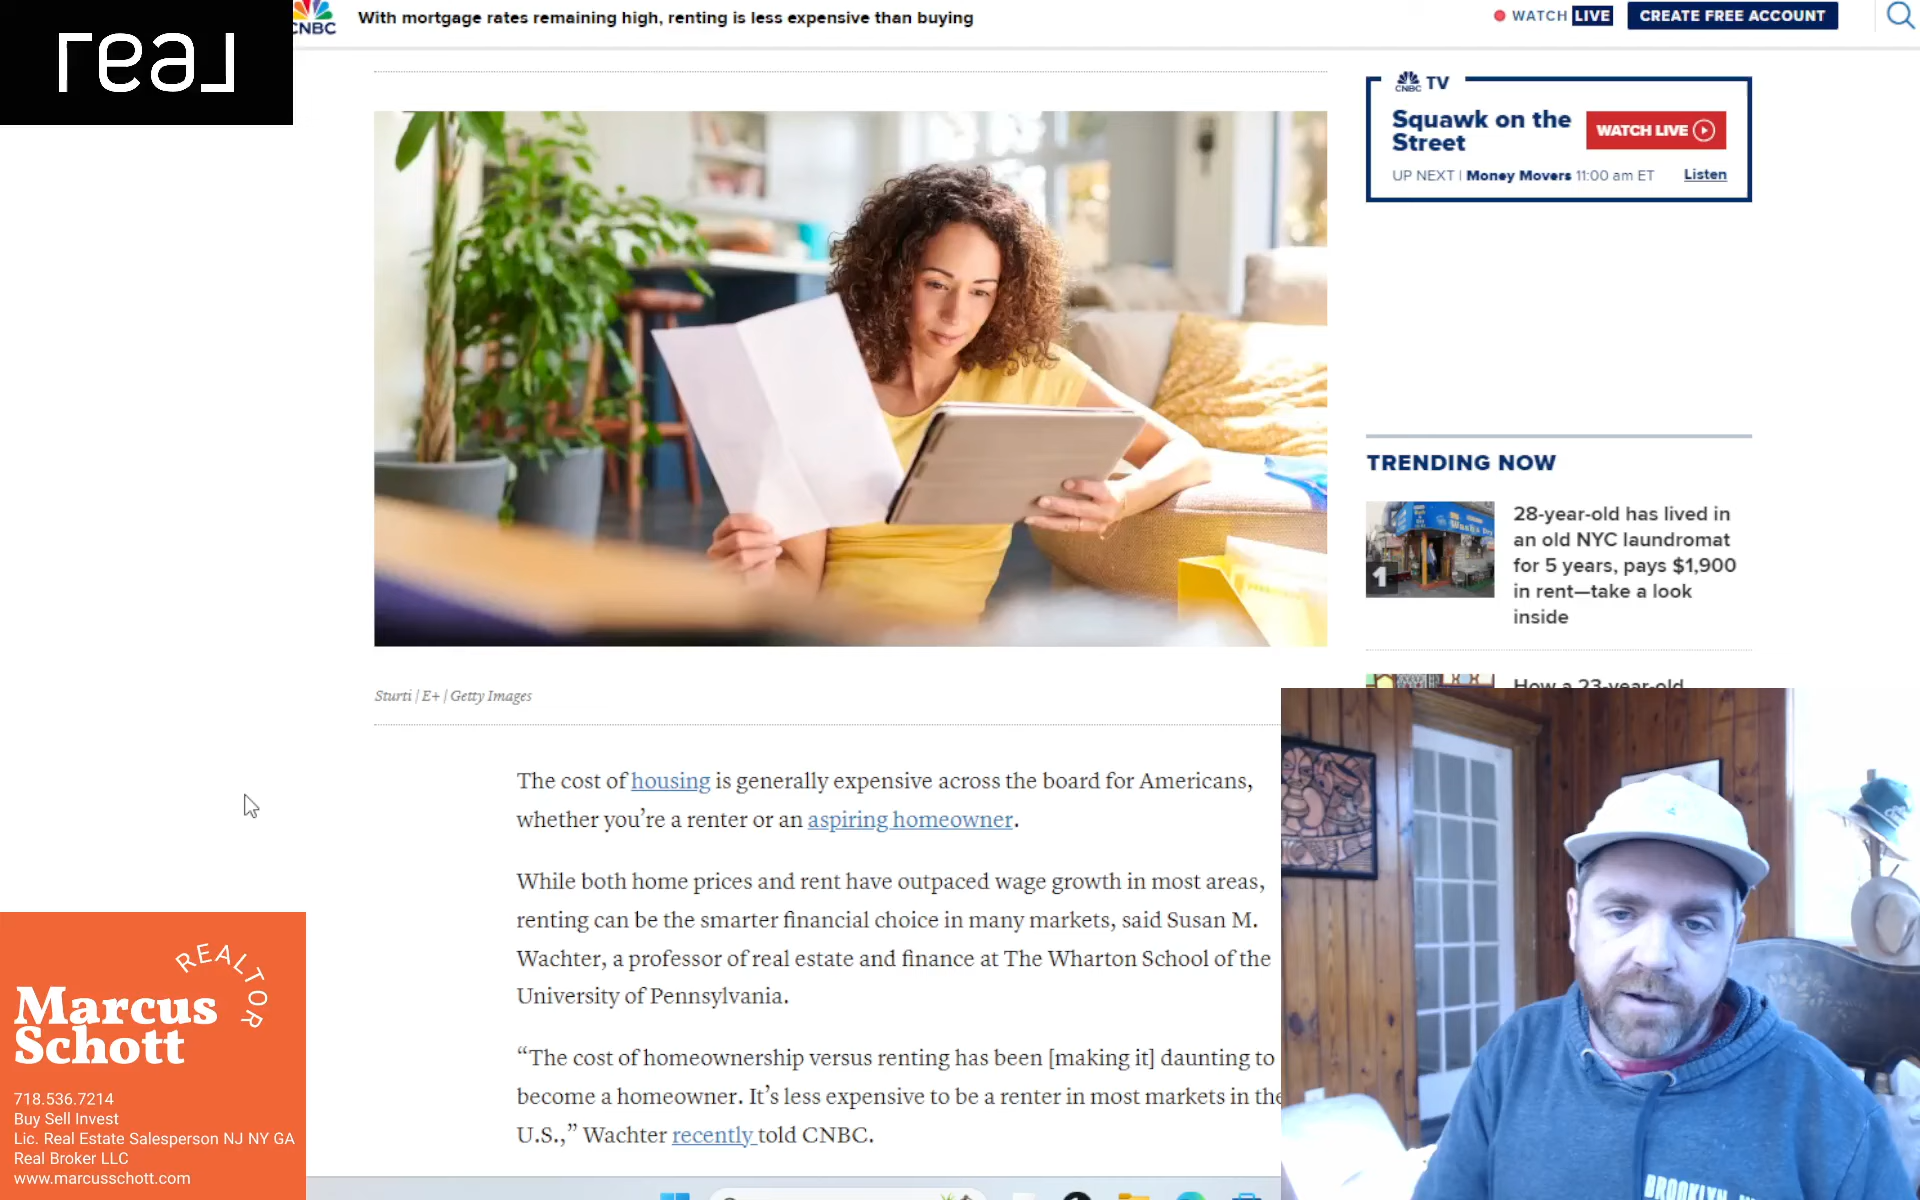 real
CNBC
With mortgage rates remaining high, renting is less expensive than buying
WATCH LIVE
CREATE FREE ACCOUNT
CNBC TV
Squawk on the
Street
WATCH LIVE
UP NEXT | Money Movers 11:00 am ET
Listen
TRENDING NOW
1
28-year-old has lived in
an old NYC laundromat
for 5 years, pays $1,900
in rent—take a look
inside
How a 23-year-old
Sturti | E+ | Getty Images
The cost of housing is generally expensive across the board for Americans,
whether you’re a renter or an aspiring homeowner.
While both home prices and rent have outpaced wage growth in most areas,
renting can be the smarter financial choice in many markets, said Susan M.
Wachter, a professor of real estate and finance at The Wharton School of the
University of Pennsylvania.
“The cost of homeownership versus renting has been [making it] daunting to
become a homeowner. It’s less expensive to be a renter in most markets in the
U.S.,” Wachter recently told CNBC.
REALTOR
Marcus
Schott
718.536.7214
Buy Sell Invest
Lic. Real Estate Salesperson NJ NY GA
Real Broker LLC
www.marcusschott.com
BROOKLYN